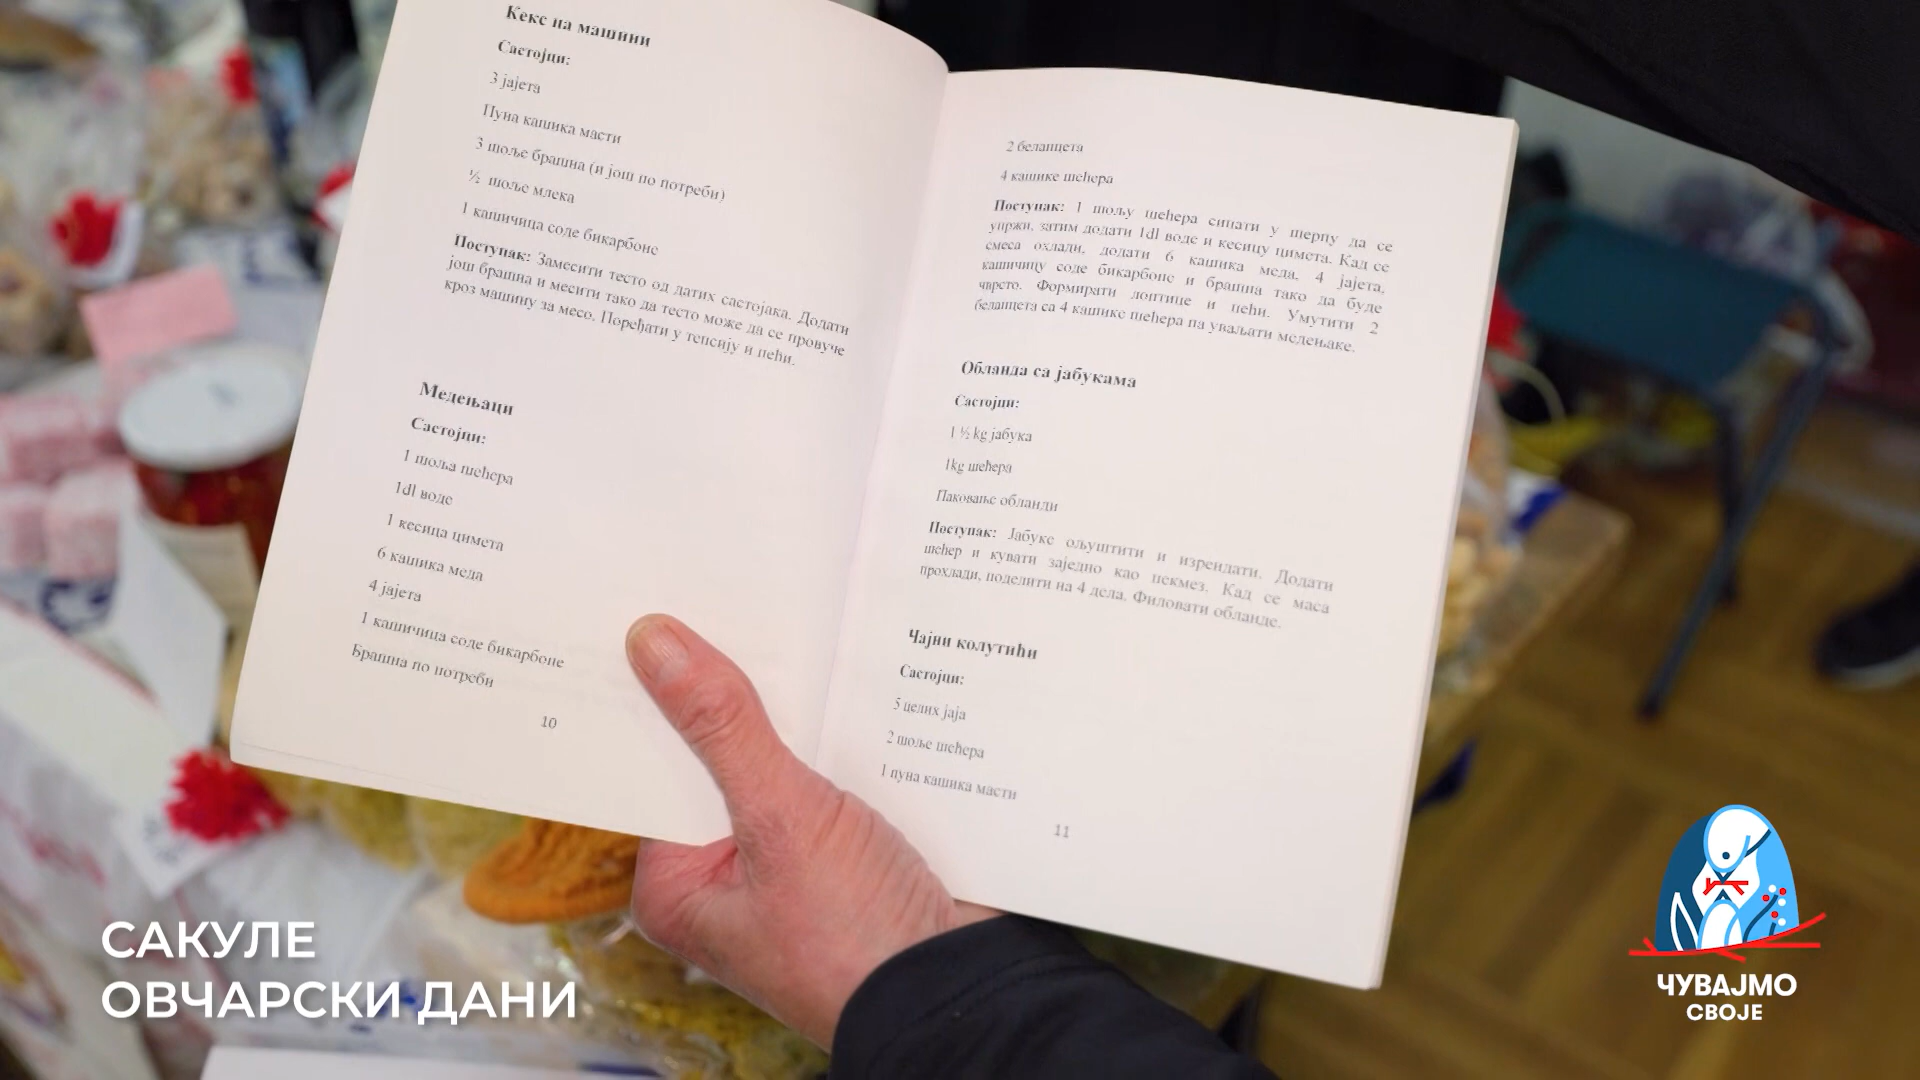 Кекс на машини
Састојци:
3 јајета
Пуна кашика масти
3 шоље брашна (и још по потреби)
½ шоље млека
1 кашичица соде бикарбоне
Поступак: Замесити тесто од датих састојака. Додати
још брашна и месити тако да тесто може да се провуче
кроз машину за месо. Поређати у тепсију и пећи.
Медењаци
Састојци:
1 шоља шећера
1dl воде
1 кесица цимета
6 кашика меда
4 јајета
1 кашичица соде бикарбоне
Брашна по потреби
10
2 беланцета
4 кашике шећера
Поступак: 1 шољу шећера сипати у шерпу да се
упржи, затим додати 1dl воде и кесицу цимета. Кад се
смеса охлади, додати 6 кашика меда, 4 јајета,
кашичицу соде бикарбоне и брашна тако да буде
чврсто. Формирати лоптице и пећи. Умутити 2
беланцета са 4 кашике шећера па уваљати медењаке.
Обланда са јабукама
Састојци:
1 ½ kg јабука
1kg шећера
Паковање обланди
Поступак: Јабуке ољуштити и изрендати. Додати
шећер и кувати заједно као пекмез. Кад се маса
прохлади, поделити на 4 дела. Филовати обланде.
Чајни колутићи
Састојци:
5 целих јаја
2 шоље шећера
1 пуна кашика масти
11
САКУЛЕ
ОВЧАРСКИ ДАНИ
ЧУВАЈМО
СВОЈЕ